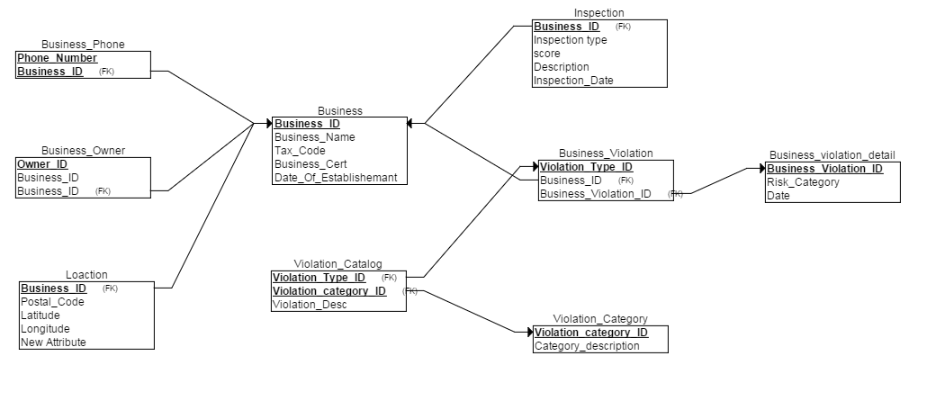 Business_Phone
Phone_Number
Business_ID (FK)
Business_Owner
Owner_ID
Business_ID
Business_ID (FK)
Loaction
Business_ID (FK)
Postal_Code
Latitude
Longitude
New Attribute
Business
Business_ID
Business_Name
Tax_Code
Business_Cert
Date_Of_Establishemant
Violation_Catalog
Violation_Type_ID (FK)
Violation_category_ID (FK)
Violation_Desc
Inspection
Business_ID (FK)
Inspection type
score
Description
Inspection_Date
Business_Violation
Violation_Type_ID
Business_ID (FK)
Business_Violation_ID (FK)
Violation_Category
Violation_category_ID
Category_description
Business_violation_detail
Business_Violation_ID
Risk_Category
Date